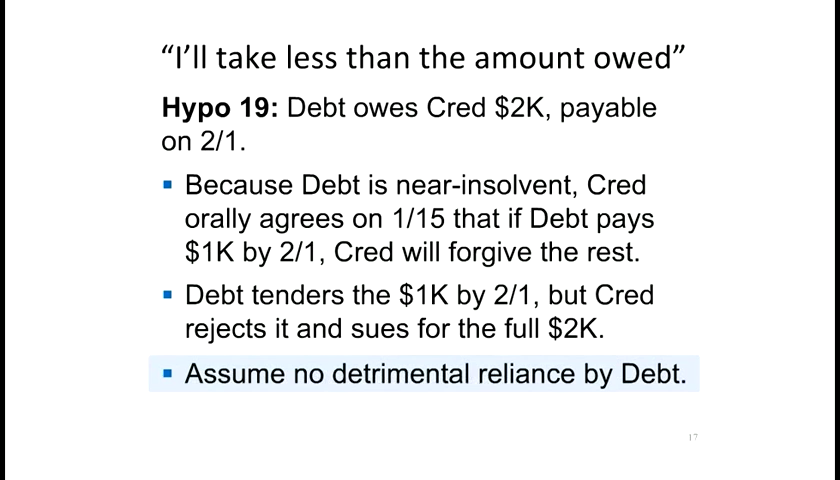 “I’ll take less than the amount owed”
Hypo 19: Debt owes Cred $2K, payable
on 2/1.
▪ Because Debt is near-insolvent, Cred
orally agrees on 1/15 that if Debt pays
$1K by 2/1, Cred will forgive the rest.
▪ Debt tenders the $1K by 2/1, but Cred
rejects it and sues for the full $2K.
▪ Assume no detrimental reliance by Debt.
17